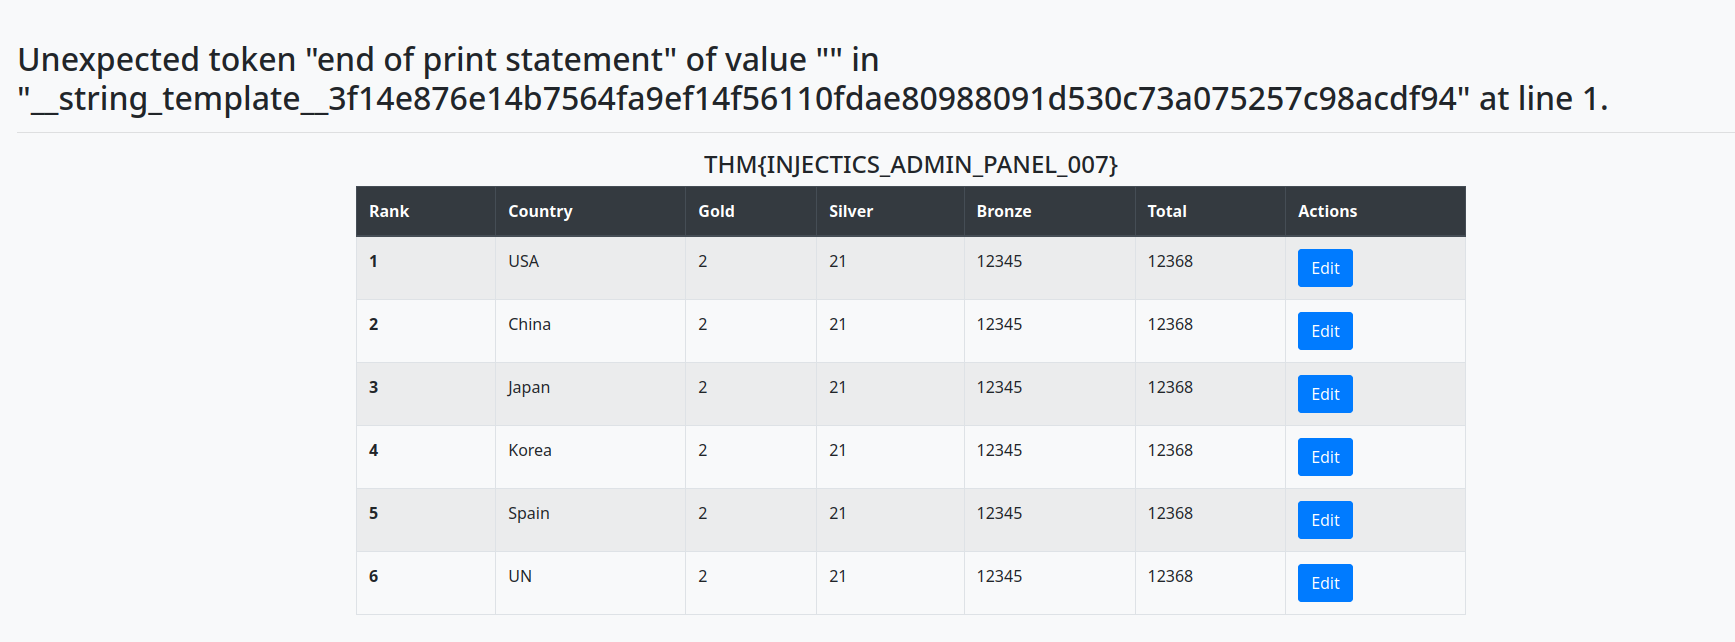 Unexpected token "end of print statement" of value "" in
"__string_template__3f14e876e14b7564fa9ef14f56110fdae80988091d530c73a075257c98acdf94" at line 1.
THM{INJECTICS_ADMIN_PANEL_007}
Rank Country Gold Silver Bronze Total Actions
1 USA 2 21 12345 12368 Edit
2 China 2 21 12345 12368 Edit
3 Japan 2 21 12345 12368 Edit
4 Korea 2 21 12345 12368 Edit
5 Spain 2 21 12345 12368 Edit
6 UN 2 21 12345 12368 Edit